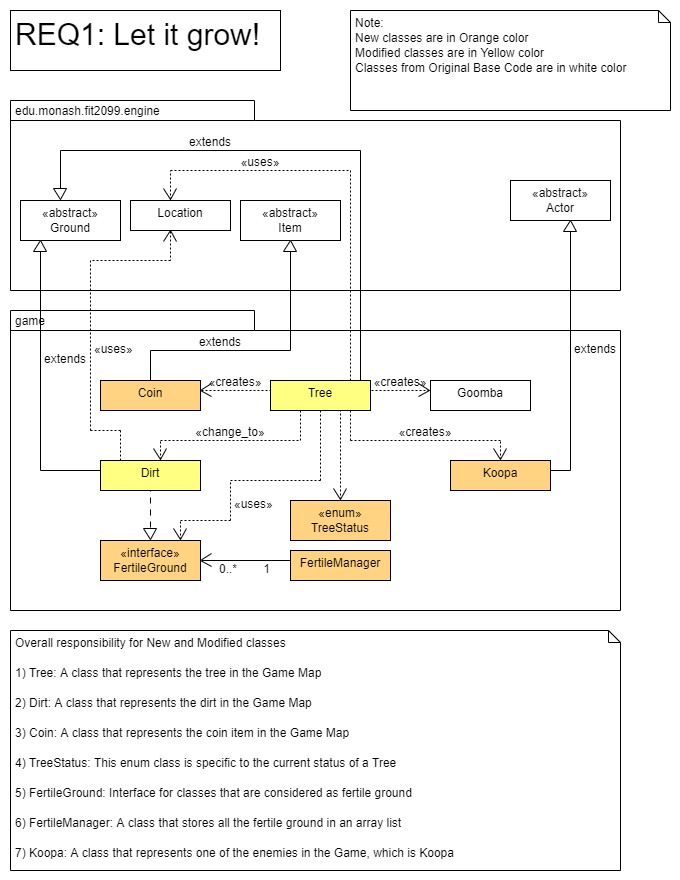 REQ1: Let it grow!
Note:
New classes are in Orange color
Modified classes are in Yellow color
Classes from Original Base Code are in white color
edu.monash.fit2099.engine
extends
«uses»
«abstract»
Ground
Location
«abstract»
Item
«abstract»
Actor
game
extends
extends
«uses»
extends
Coin
«creates»
Tree
«creates»
Goomba
«change_to»
«creates»
Dirt
Koopa
«uses»
«enum»
TreeStatus
«interface»
FertileGround
0..*
1
FertileManager
Overall responsibility for New and Modified classes
1) Tree: A class that represents the tree in the Game Map
2) Dirt: A class that represents the dirt in the Game Map
3) Coin: A class that represents the coin item in the Game Map
4) TreeStatus: This enum class is specific to the current status of a Tree
5) FertileGround: Interface for classes that are considered as fertile ground
6) FertileManager: A class that stores all the fertile ground in an array list
7) Koopa: A class that represents one of the enemies in the Game, which is Koopa